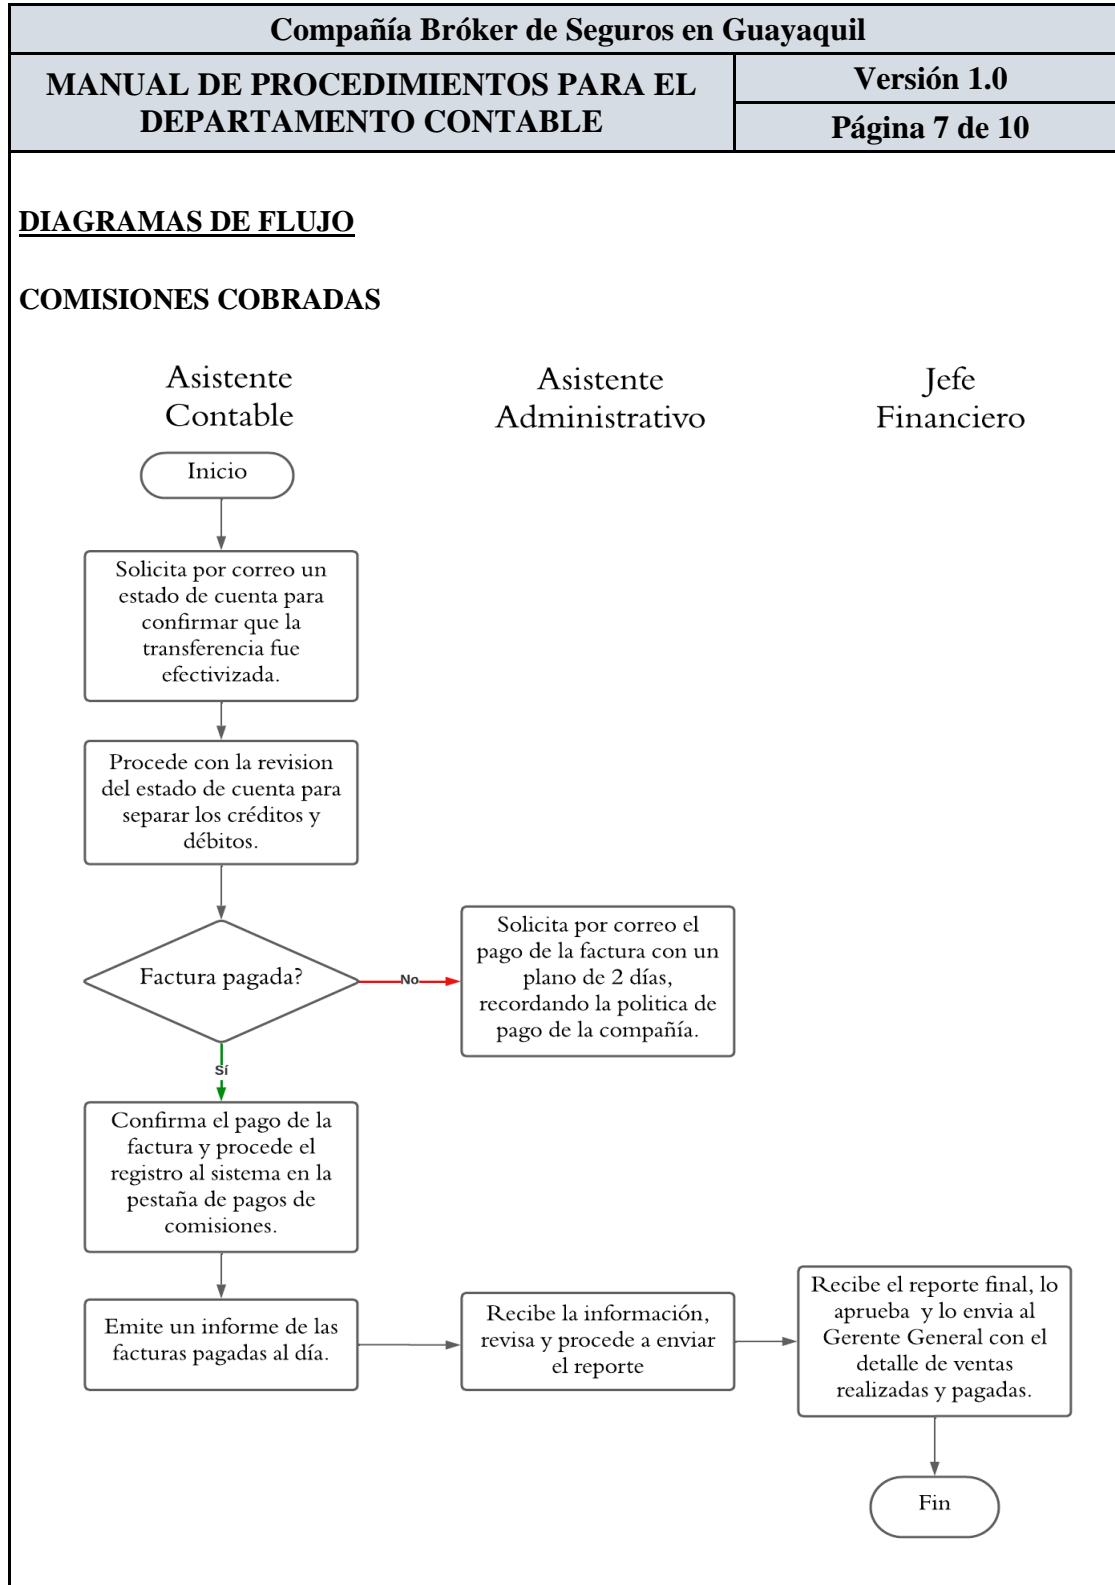 Compañía Bróker de Seguros en Guayaquil
MANUAL DE PROCEDIMIENTOS PARA EL
DEPARTAMENTO CONTABLE
Versión 1.0
Página 7 de 10
DIAGRAMAS DE FLUJO
COMISIONES COBRADAS
Asistente
Contable
Asistente
Administrativo
Jefe
Financiero
Inicio
Solicita por correo un
estado de cuenta para
confirmar que la
transferencia fue
efectivizada.
Procede con la revision
del estado de cuenta para
separar los créditos y
débitos.
Factura pagada?
No
Solicita por correo el
pago de la factura con un
plano de 2 días,
recordando la politica de
pago de la compañía.
Sí
Confirma el pago de la
factura y procede el
registro al sistema en la
pestaña de pagos de
comisiones.
Emite un informe de las
facturas pagadas al día.
Recibe la información,
revisa y procede a enviar
el reporte
Recibe el reporte final, lo
aprueba y lo envia al
Gerente General con el
detalle de ventas
realizadas y pagadas.
Fin